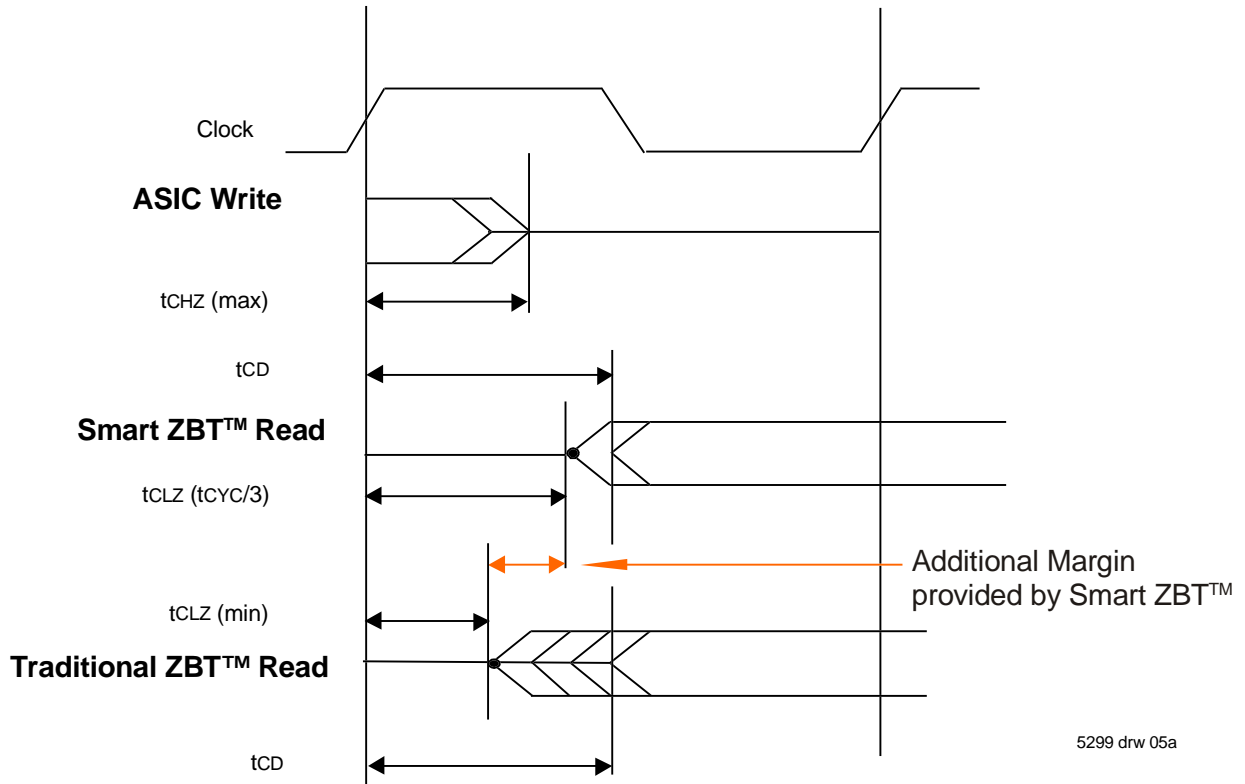 Clock
ASIC Write
tCHZ (max)
tCD
Smart ZBT™ Read
tCLZ (tCYC/3)
Additional Margin
provided by Smart ZBT™
tCLZ (min)
Traditional ZBT™ Read
5299 drw 05a
tCD